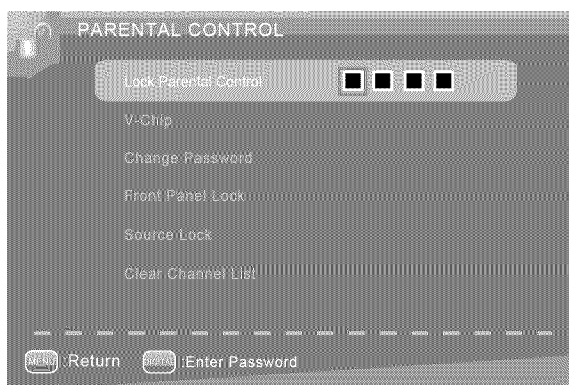 PARENTAL CONTROL
Lock Parental Control
V-Chip
Change Password
Front Panel Lock
Source Lock
Clear Channel List
MENU :Return :Enter Password